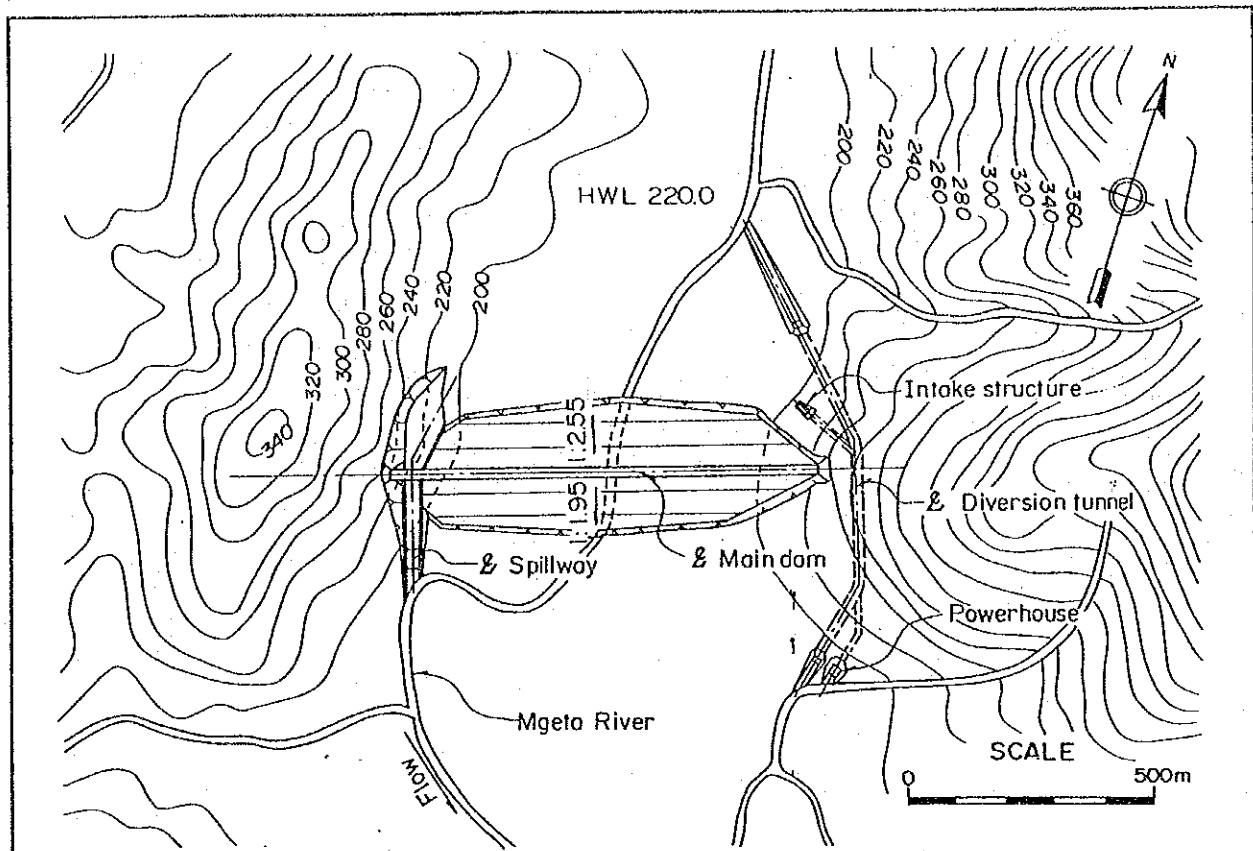 N
HWL 220.0
200
220
240
260
280
300
320
340
360
200
220
240
260
280
300
320
340
1:2.55
1:1.95
Intake structure
℄ Diversion tunnel
℄ Spillway
℄ Main dam
Powerhouse
Mgeta River
Flow
SCALE
0 500m